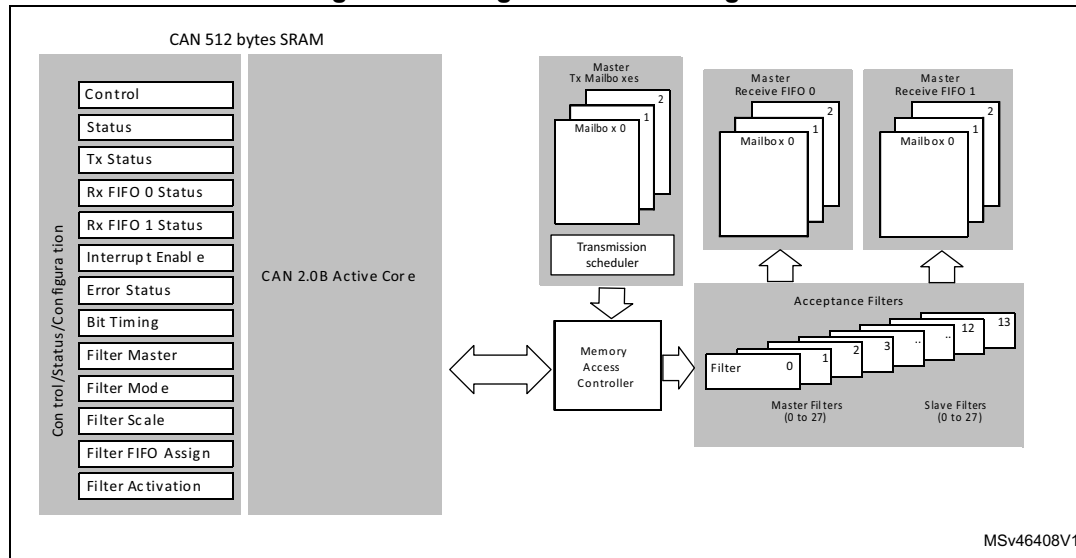 CAN 512 bytes SRAM
Control/Status/Configuration
Control
Status
Tx Status
Rx FIFO 0 Status
Rx FIFO 1 Status
Interrupt Enable
Error Status
Bit Timing
Filter Master
Filter Mode
Filter Scale
Filter FIFO Assign
Filter Activation
CAN 2.0B Active Core
Master
Tx Mailboxes
2
1
Mailbox 0
Transmission
scheduler
Master
Receive FIFO 0
2
1
Mailbox 0
Master
Receive FIFO 1
2
1
Mailbox 0
Memory
Access
Controller
Acceptance Filters
Filter 0
1
2
3
..
..
12
13
Master Filters
(0 to 27)
Slave Filters
(0 to 27)
MSv46408V1